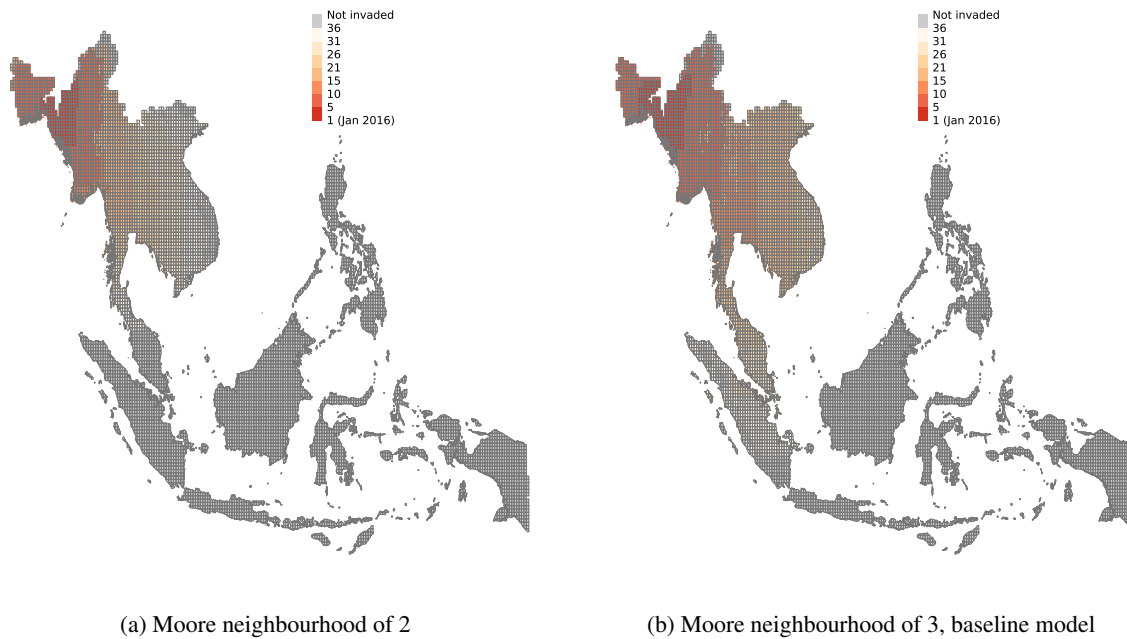 Not invaded
36
31
26
21
15
10
5
1 (Jan 2016)
Not invaded
36
31
26
21
15
10
5
1 (Jan 2016)
(a) Moore neighbourhood of 2
(b) Moore neighbourhood of 3, baseline model